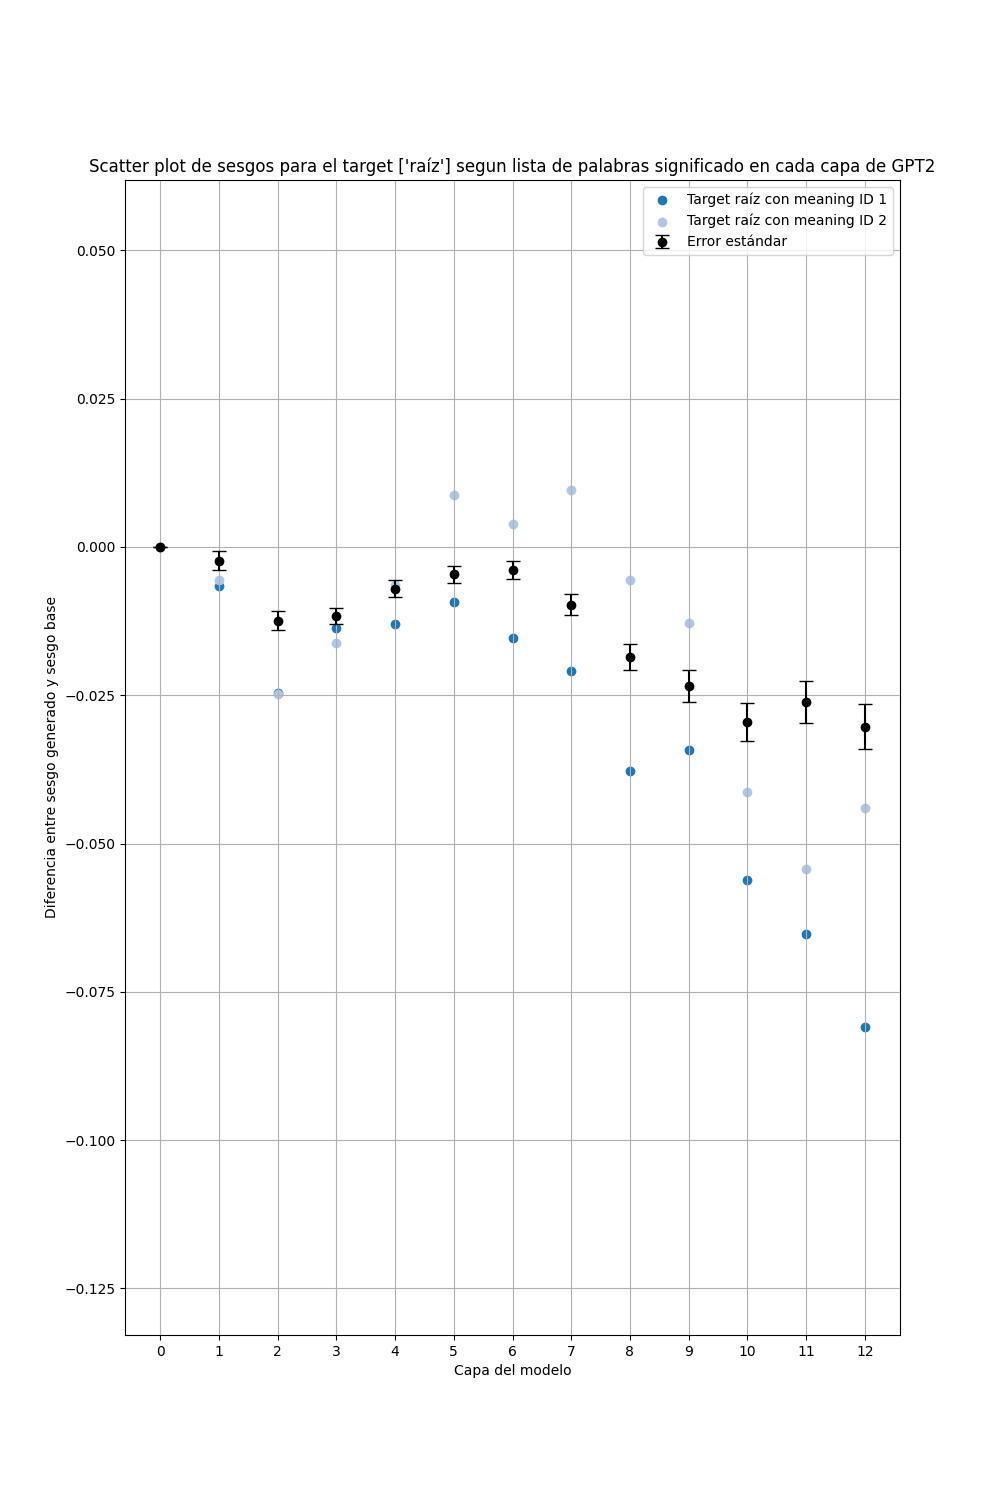 Scatter plot de sesgos para el target ['raíz'] segun lista de palabras significado en cada capa de GPT2
Target raíz con meaning ID 1
Target raíz con meaning ID 2
Error estándar
0.050
0.025
0.000
−0.025
−0.050
−0.075
−0.100
−0.125
Diferencia entre sesgo generado y sesgo base
0 1 2 3 4 5 6 7 8 9 10 11 12
Capa del modelo